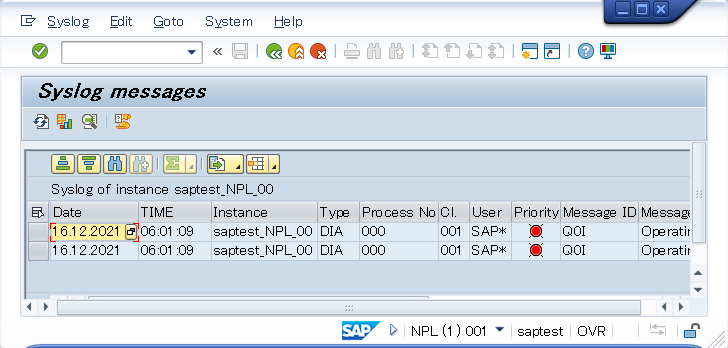 Syslog Edit Goto System Help
Syslog messages
Syslog of instance saptest_NPL_00
Date TIME Instance Type Process No Cl. User Priority Message ID Message
16.12.2021 06:01:09 saptest_NPL_00 DIA 000 001 SAP* Q0I Operatin
16.12.2021 06:01:09 saptest_NPL_00 DIA 000 001 SAP* Q0I Operatin
SAP NPL (1) 001 saptest OVR